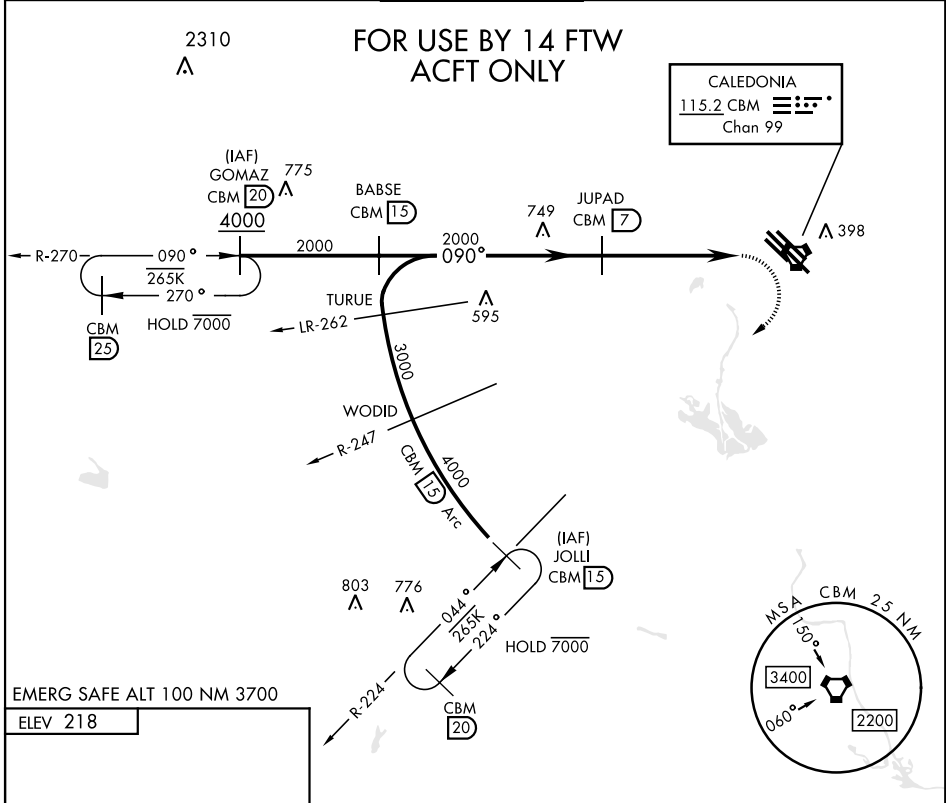 2310
FOR USE BY 14 FTW
ACFT ONLY
CALEDONIA
115.2 CBM
Chan 99
(IAF)
GOMAZ
CBM 20
4000
775
BABSE
CBM 15
749
JUPAD
CBM 7
398
R-270
090°
265K
270°
HOLD 7000
CBM
25
2000
2000
090°
TURUE
LR-262
595
3000
WODID
R-247
CBM 15 Arc
4000
(IAF)
JOLLI
CBM 15
803
776
044°
265K
224°
HOLD 7000
R-224
CBM
20
MSA CBM 25 NM
150°
3400
060°
2200
EMERG SAFE ALT 100 NM 3700
ELEV 218